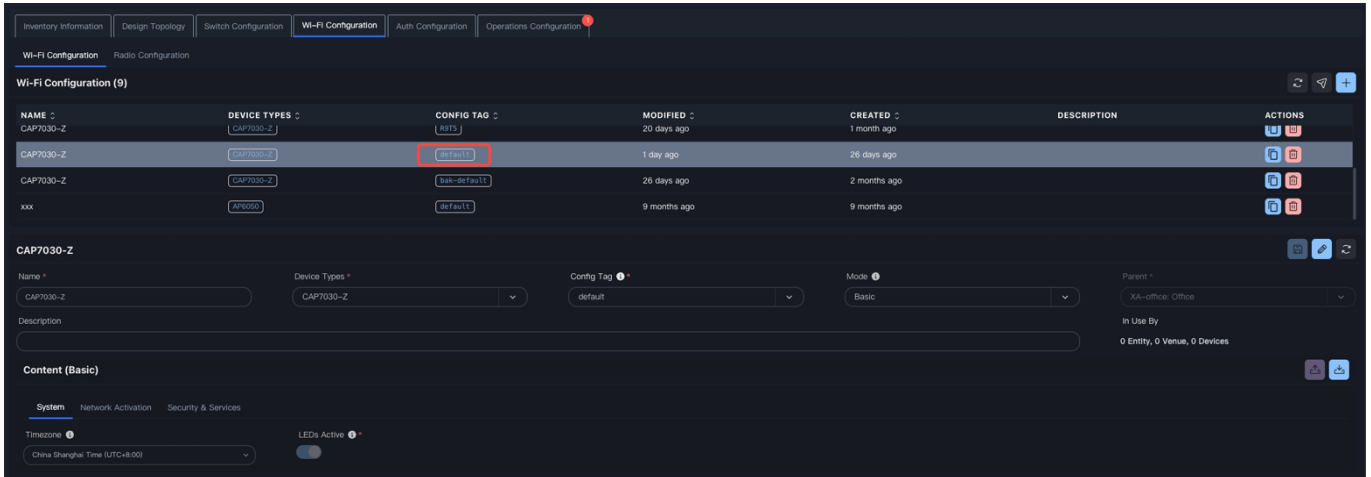 Inventory Information Design Topology Switch Configuration Wi-Fi Configuration Auth Configuration Operations Configuration 1
Wi-Fi Configuration Radio Configuration
Wi-Fi Configuration (9)
NAME DEVICE TYPES CONFIG TAG MODIFIED CREATED DESCRIPTION ACTIONS
CAP7030-Z CAP7030-Z R9T5 20 days ago 1 month ago
CAP7030-Z CAP7030-Z default 1 day ago 26 days ago
CAP7030-Z CAP7030-Z bak-default 26 days ago 2 months ago
xxx AP6050 default 9 months ago 9 months ago
CAP7030-Z
Name * Device Types * Config Tag * Mode Parent *
CAP7030-Z CAP7030-Z default Basic XA-office: Office
Description In Use By
0 Entity, 0 Venue, 0 Devices
Content (Basic)
System Network Activation Security & Services
Timezone LEDs Active *
China Shanghai Time (UTC+8:00)